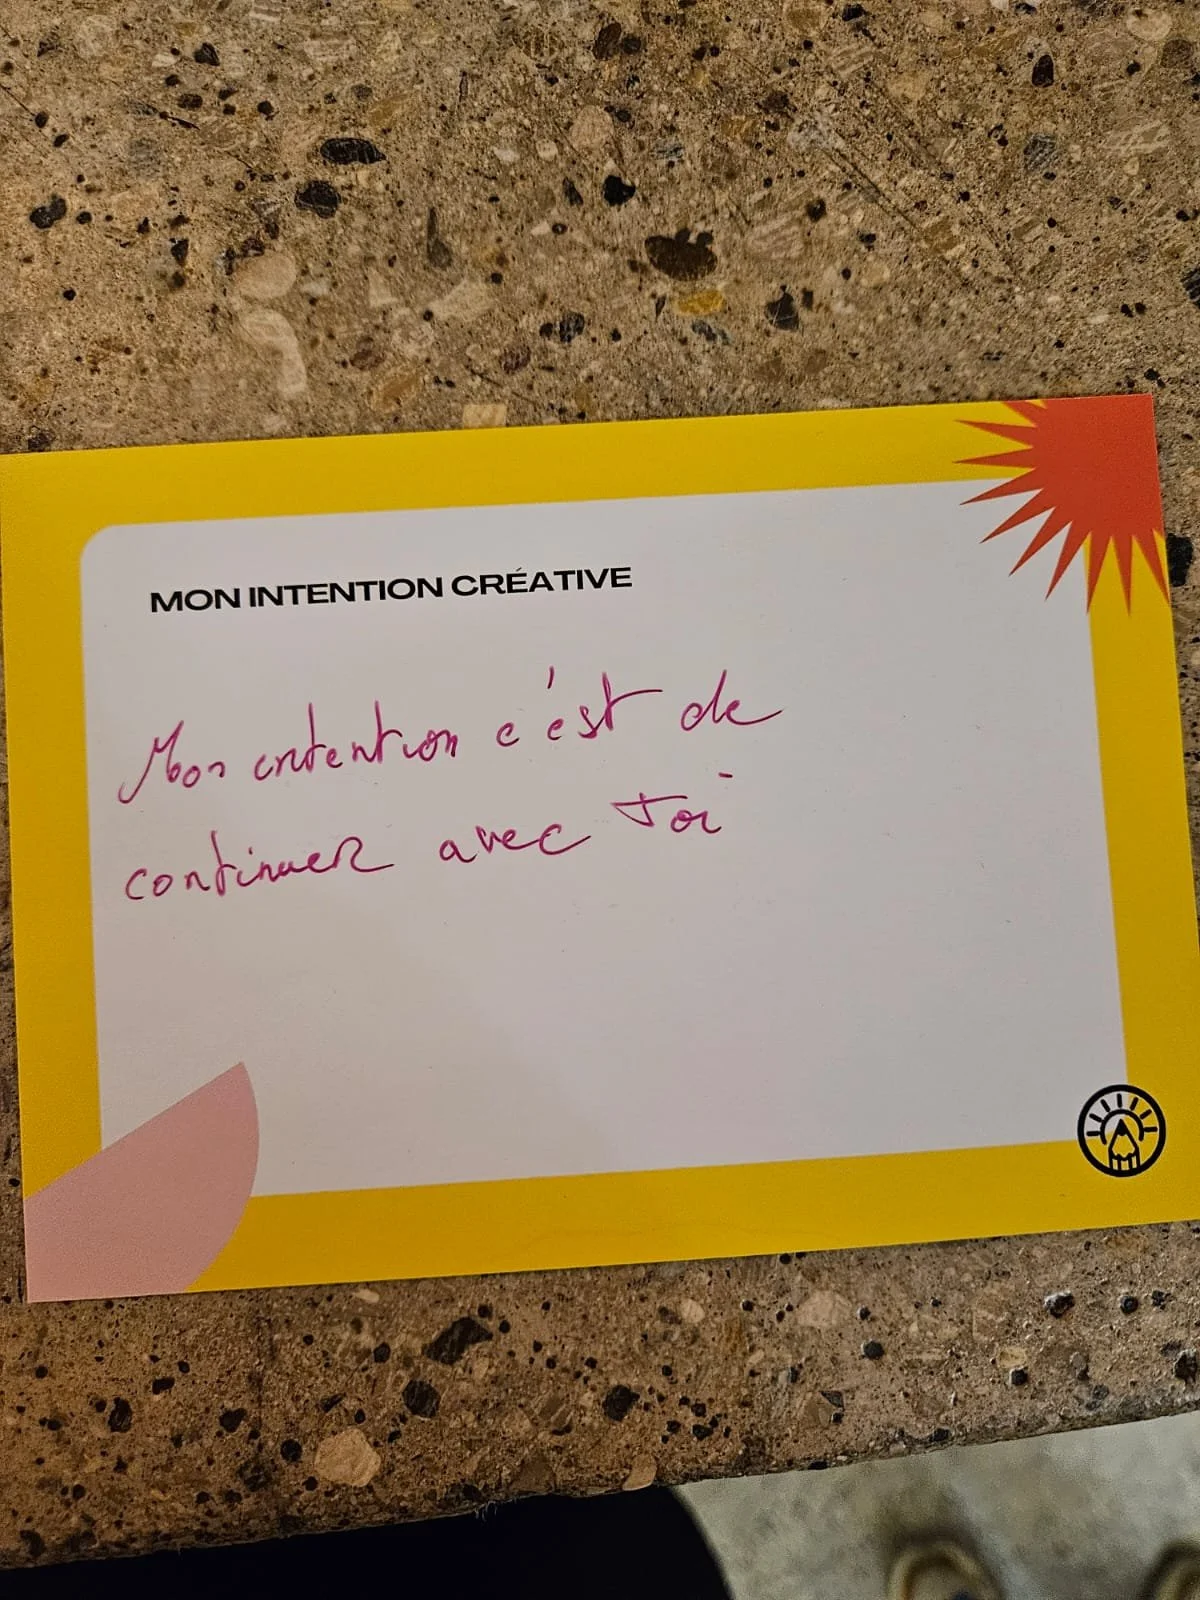 MON INTENTION CRÉATIVE
Mon intention c'est de
continuer avec toi